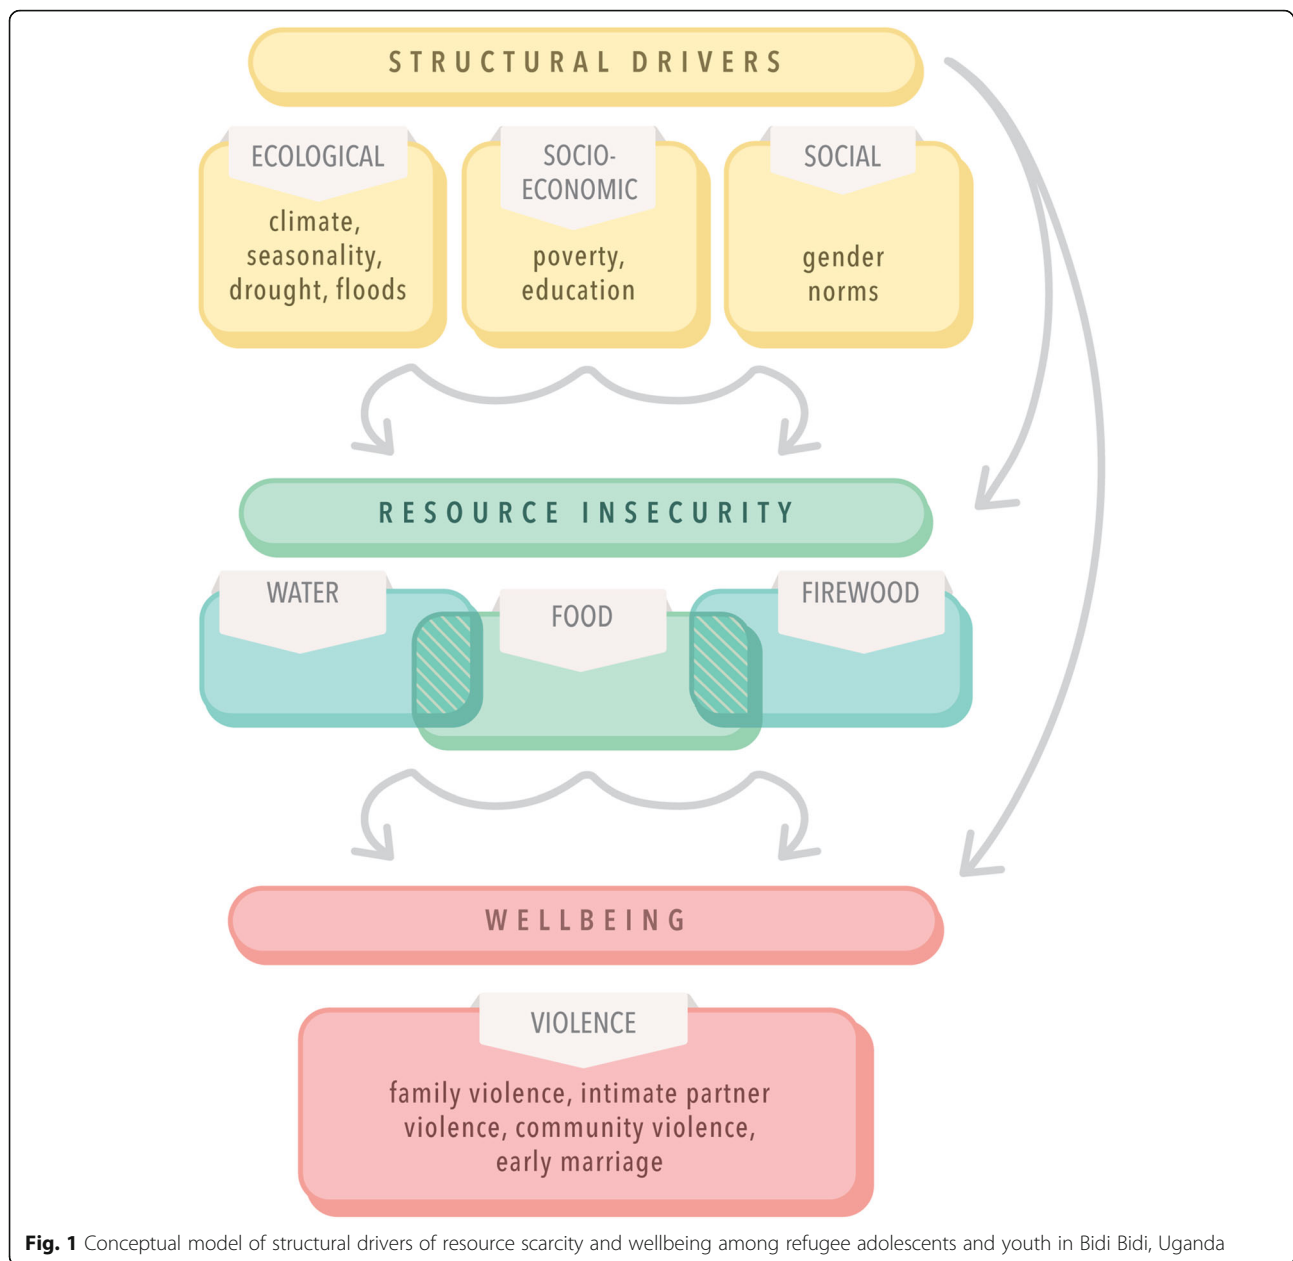 STRUCTURAL DRIVERS
ECOLOGICAL
climate,
seasonality,
drought, floods
SOCIO-
ECONOMIC
poverty,
education
SOCIAL
gender
norms
RESOURCE INSECURITY
WATER
FOOD
FIREWOOD
WELLBEING
VIOLENCE
family violence, intimate partner
violence, community violence,
early marriage
Fig. 1 Conceptual model of structural drivers of resource scarcity and wellbeing among refugee adolescents and youth in Bidi Bidi, Uganda